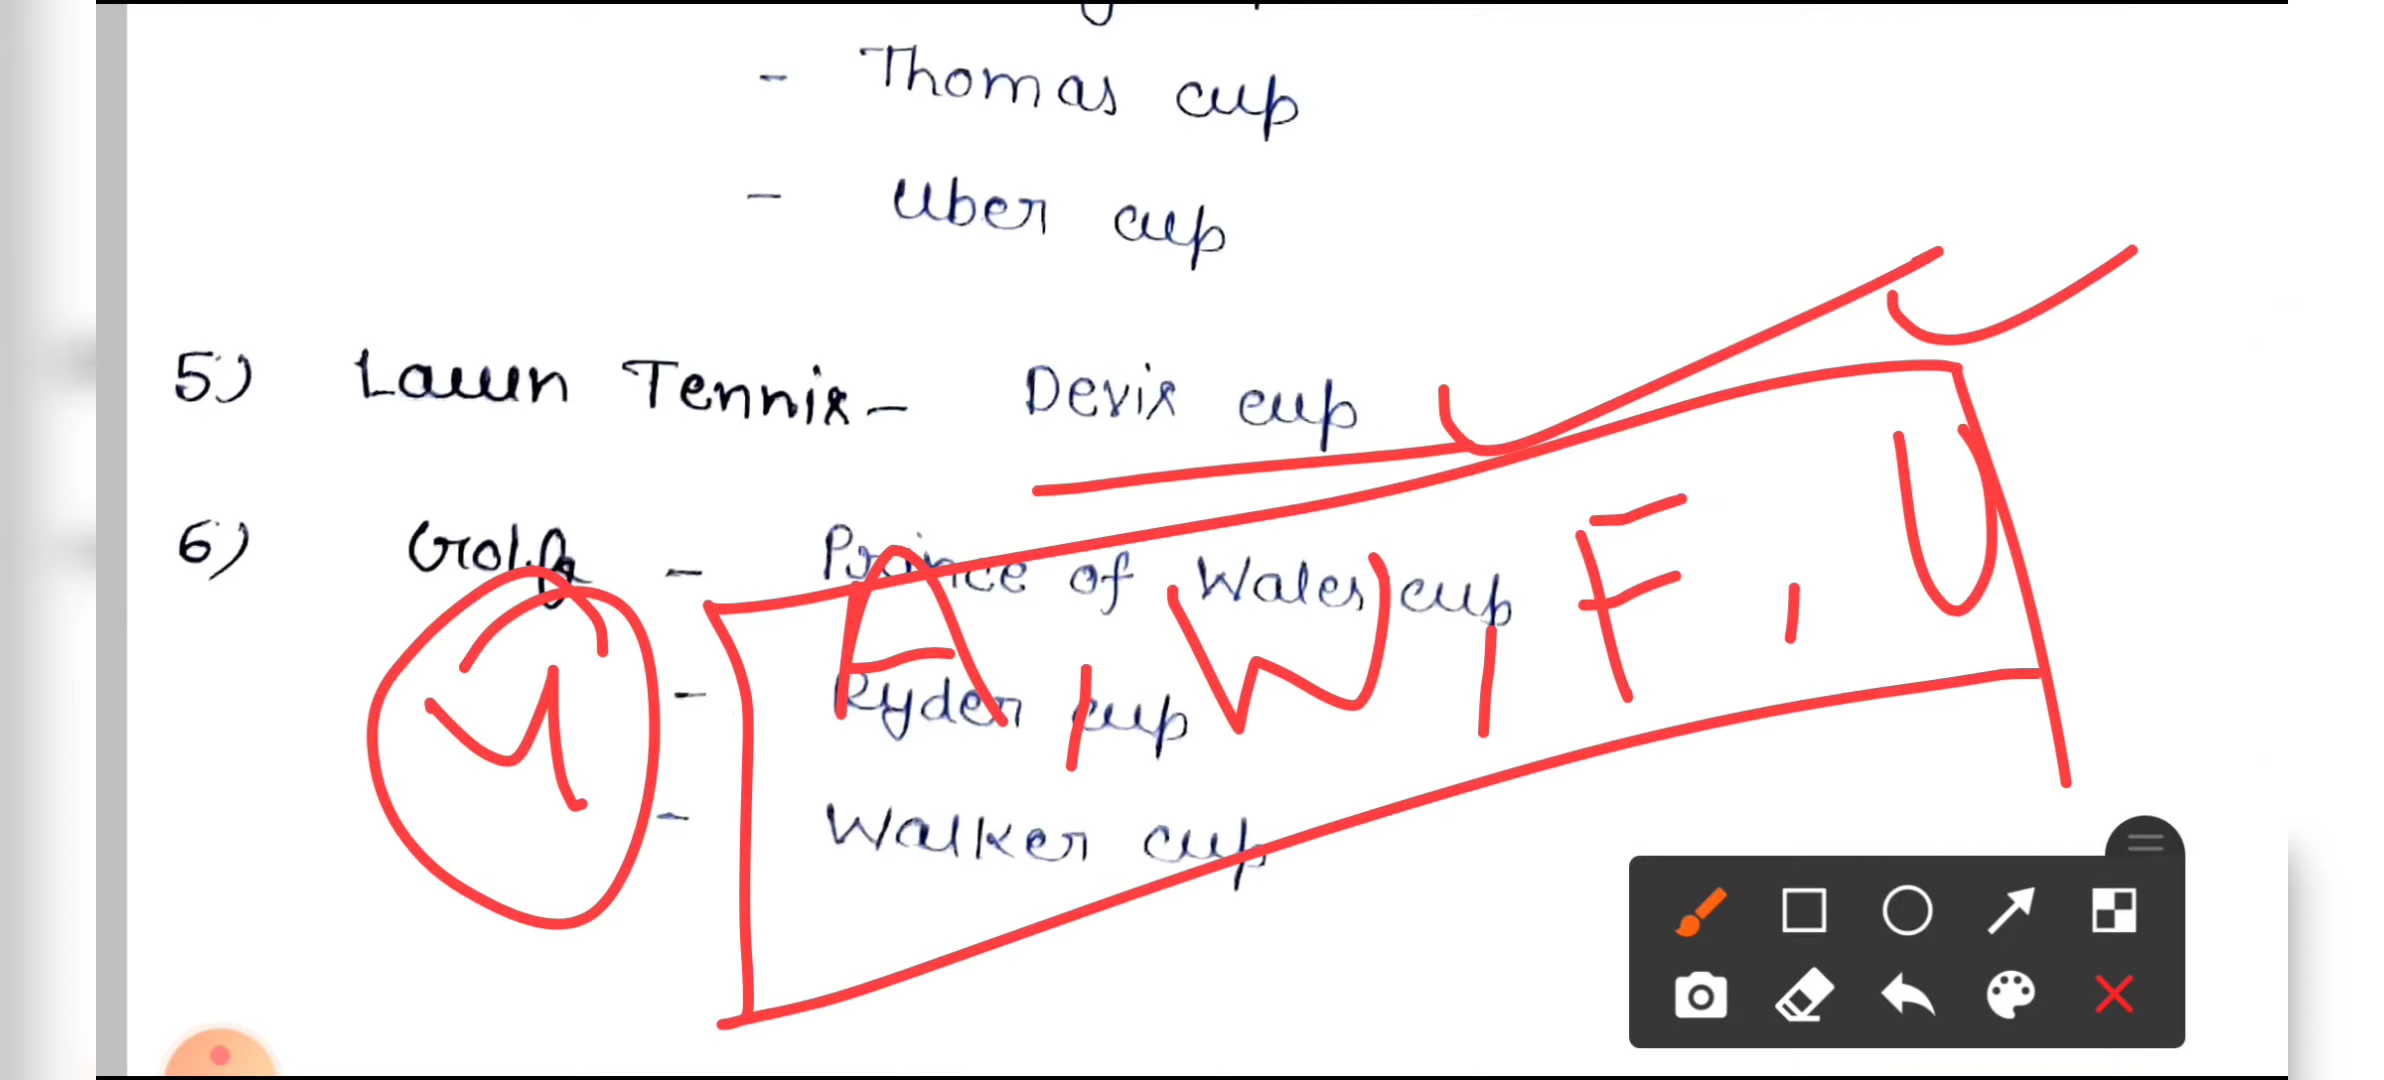 - Thomas cup
- Uber cup
5) Lawn Tennis - Devis cup
6) Golf - Prince of Wales cup
- Ryder cup
- Walker cup
A , W , F , U